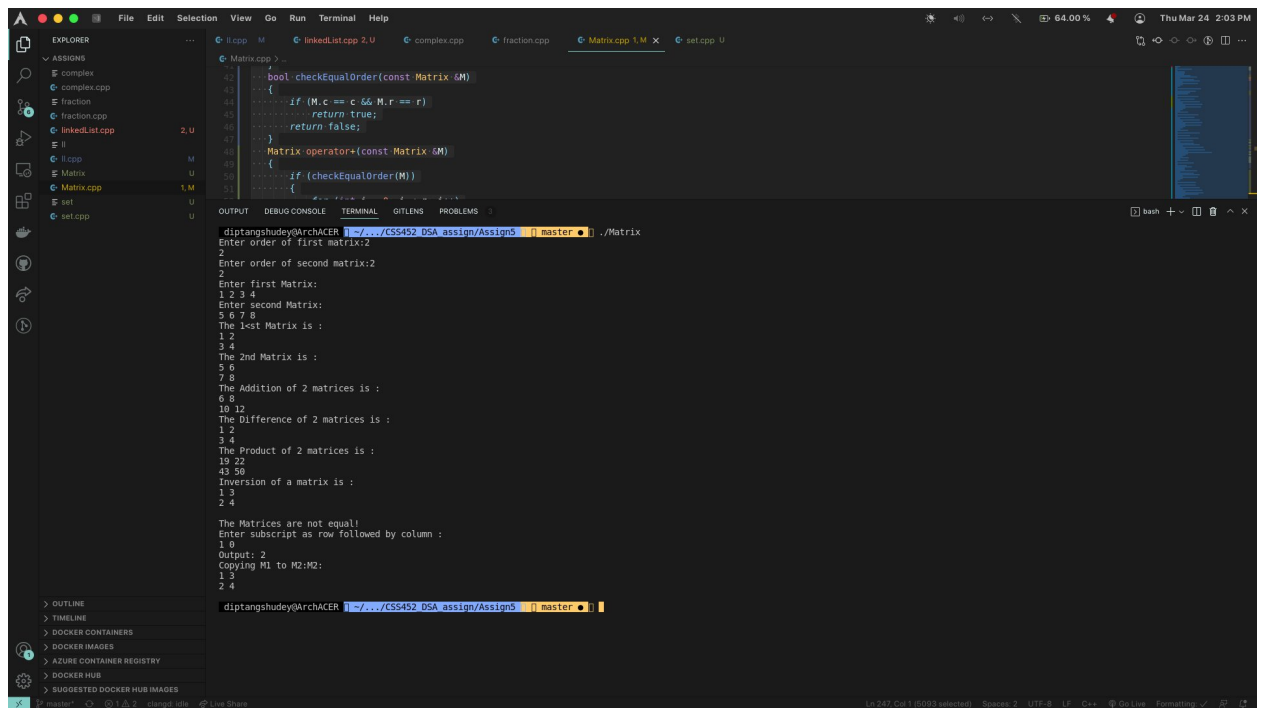 File Edit Selection View Go Run Terminal Help
64.00 %
Thu Mar 24 2:03 PM
EXPLORER ...
ll.cpp M
linkedList.cpp 2, U
complex.cpp
fraction.cpp
Matrix.cpp 1, M
set.cpp U
ASSIGNS
complex
complex.cpp
fraction
fraction.cpp
linkedList.cpp 2, U
ll
ll.cpp M
Matrix U
Matrix.cpp 1, M
set U
set.cpp U
OUTLINE
TIMELINE
DOCKER CONTAINERS
DOCKER IMAGES
AZURE CONTAINER REGISTRY
DOCKER HUB
SUGGESTED DOCKER HUB IMAGES
Matrix.cpp > ...
42 bool checkEqualOrder(const Matrix &M)
43 {
44 if (M.c == c && M.r == r)
45 return true;
46 return false;
47 }
48 Matrix operator+(const Matrix &M)
49 {
50 if (checkEqualOrder(M))
51 {
OUTPUT DEBUG CONSOLE TERMINAL GITLENS PROBLEMS 3
bash
diptangshudey@ArchACER ~/.../CSS452_DSA_assign/Assign5 master ● ./Matrix
Enter order of first matrix:2
2
Enter order of second matrix:2
2
Enter first Matrix:
1 2 3 4
Enter second Matrix:
5 6 7 8
The 1<st Matrix is :
1 2
3 4
The 2nd Matrix is :
5 6
7 8
The Addition of 2 matrices is :
6 8
10 12
The Difference of 2 matrices is :
1 2
3 4
The Product of 2 matrices is :
19 22
43 50
Inversion of a matrix is :
1 3
2 4
The Matrices are not equal!
Enter subscript as row followed by column :
1 0
Output: 2
Copying M1 to M2:M2:
1 3
2 4
diptangshudey@ArchACER ~/.../CSS452_DSA_assign/Assign5 master ●
master* 1 2 clangd: idle Live Share
Ln 247, Col 1 (5093 selected) Spaces: 2 UTF-8 LF C++ Go Live Formatting: ✓